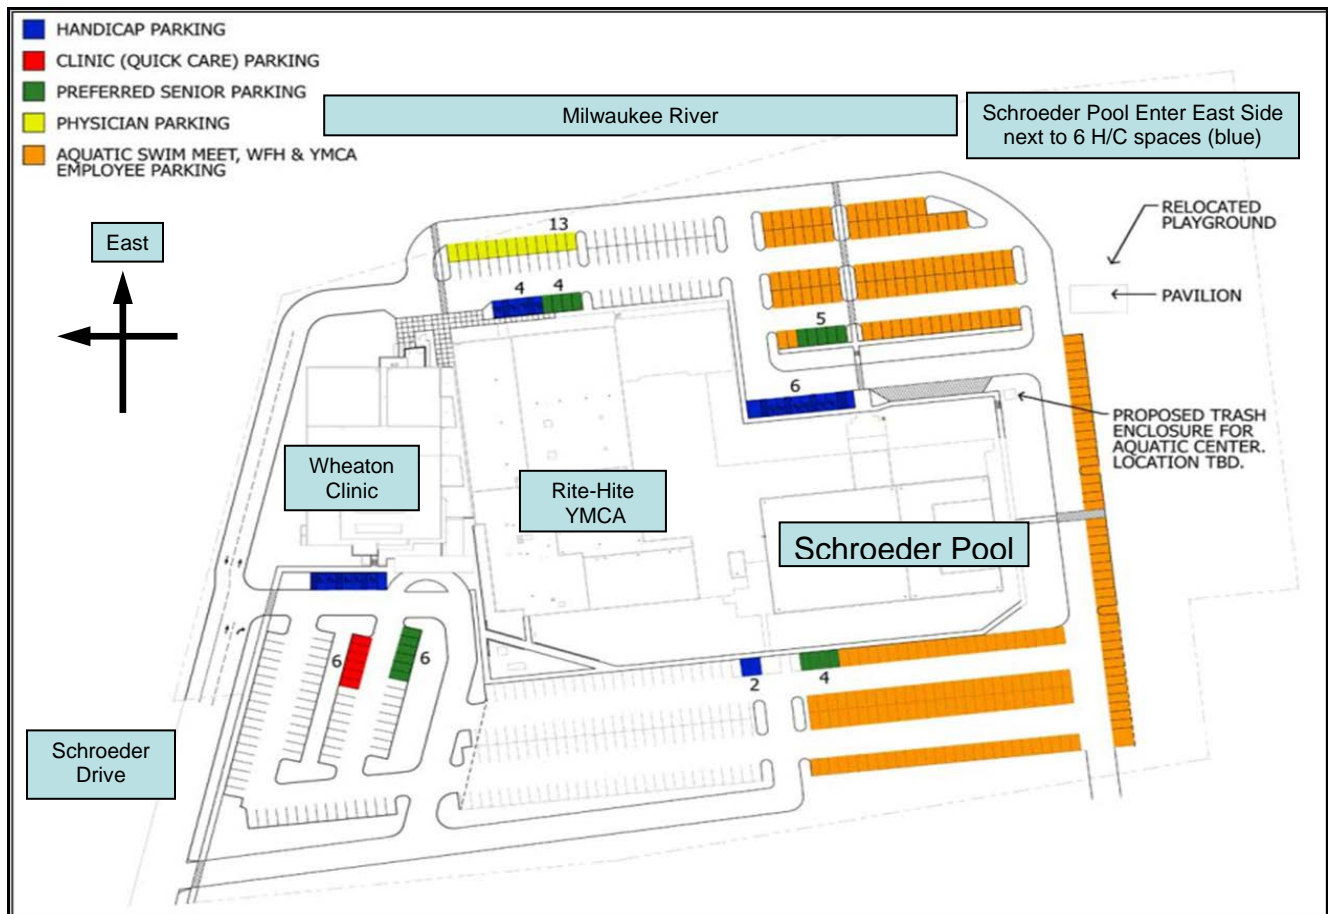 HANDICAP PARKING
CLINIC (QUICK CARE) PARKING
PREFERRED SENIOR PARKING
PHYSICIAN PARKING
AQUATIC SWIM MEET, WFH & YMCA
EMPLOYEE PARKING
Milwaukee River
Schroeder Pool Enter East Side
next to 6 H/C spaces (blue)
East
RELOCATED
PLAYGROUND
PAVILION
13
4
4
5
6
PROPOSED TRASH
ENCLOSURE FOR
AQUATIC CENTER.
LOCATION TBD.
Wheaton
Clinic
Rite-Hite
YMCA
Schroeder Pool
6
6
2
4
Schroeder
Drive